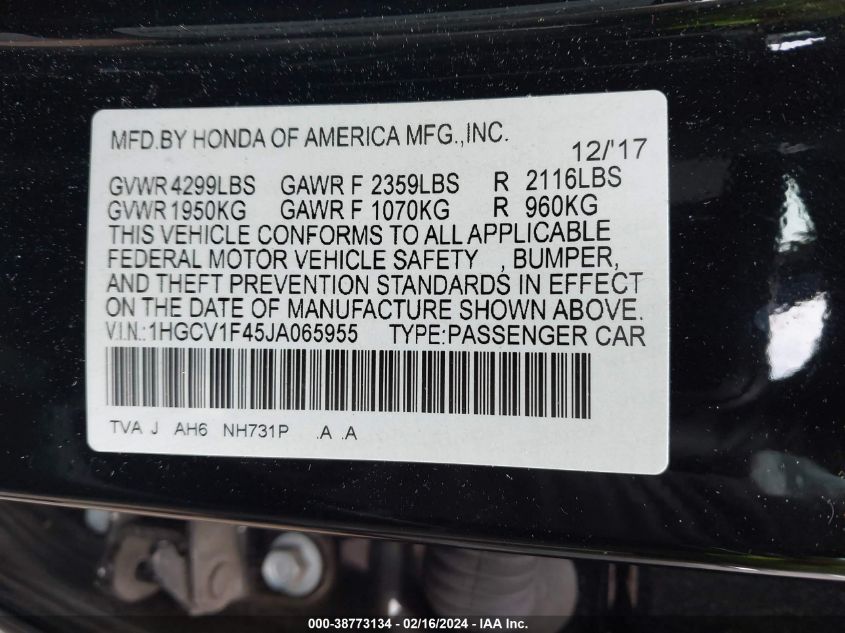 MFD.BY HONDA OF AMERICA MFG.,INC.
12/'17
GVWR 4299LBS GAWR F 2359LBS R 2116LBS
GVWR 1950KG GAWR F 1070KG R 960KG
THIS VEHICLE CONFORMS TO ALL APPLICABLE
FEDERAL MOTOR VEHICLE SAFETY , BUMPER,
AND THEFT PREVENTION STANDARDS IN EFFECT
ON THE DATE OF MANUFACTURE SHOWN ABOVE.
V.I.N.:1HGCV1F45JA065955 TYPE:PASSENGER CAR
TVA J AH6 NH731P .A .A
000-38773134 - 02/16/2024 - IAA Inc.